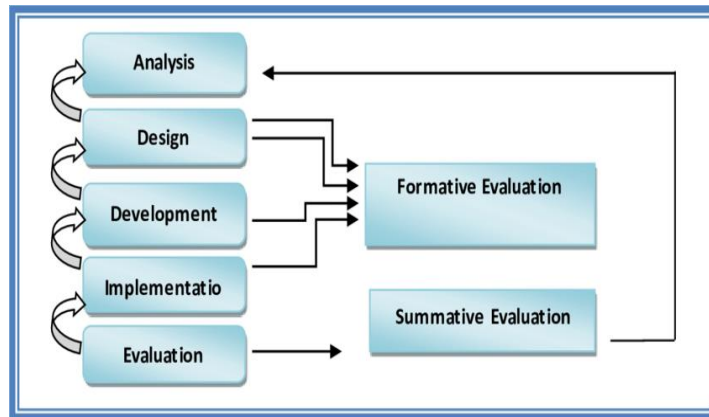 Analysis
Design
Formative Evaluation
Development
Implementatio
Summative Evaluation
Evaluation